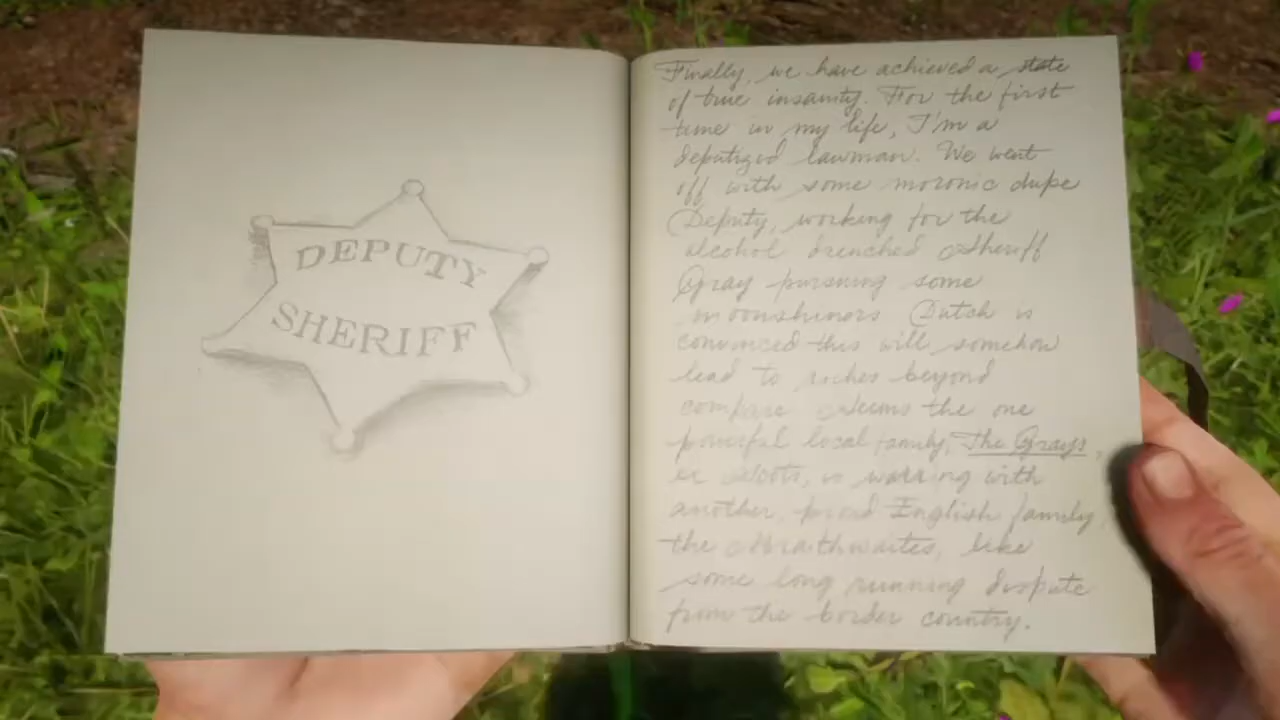 DEPUTY
SHERIFF
Finally, we have achieved a state
of true insanity. For the first
time in my life, I'm a
deputized lawman. We went
off with some moronic dupe
Deputy, working for the
alcohol drenched Sheriff
Gray pursuing some
moonshiners Dutch is
convinced this will somehow
lead to riches beyond
compare Seems the one
powerful local family, The Grays,
ex Scots, is warring with
another, proud English family,
the Braithwaites, like
some long running dispute
from the border country.